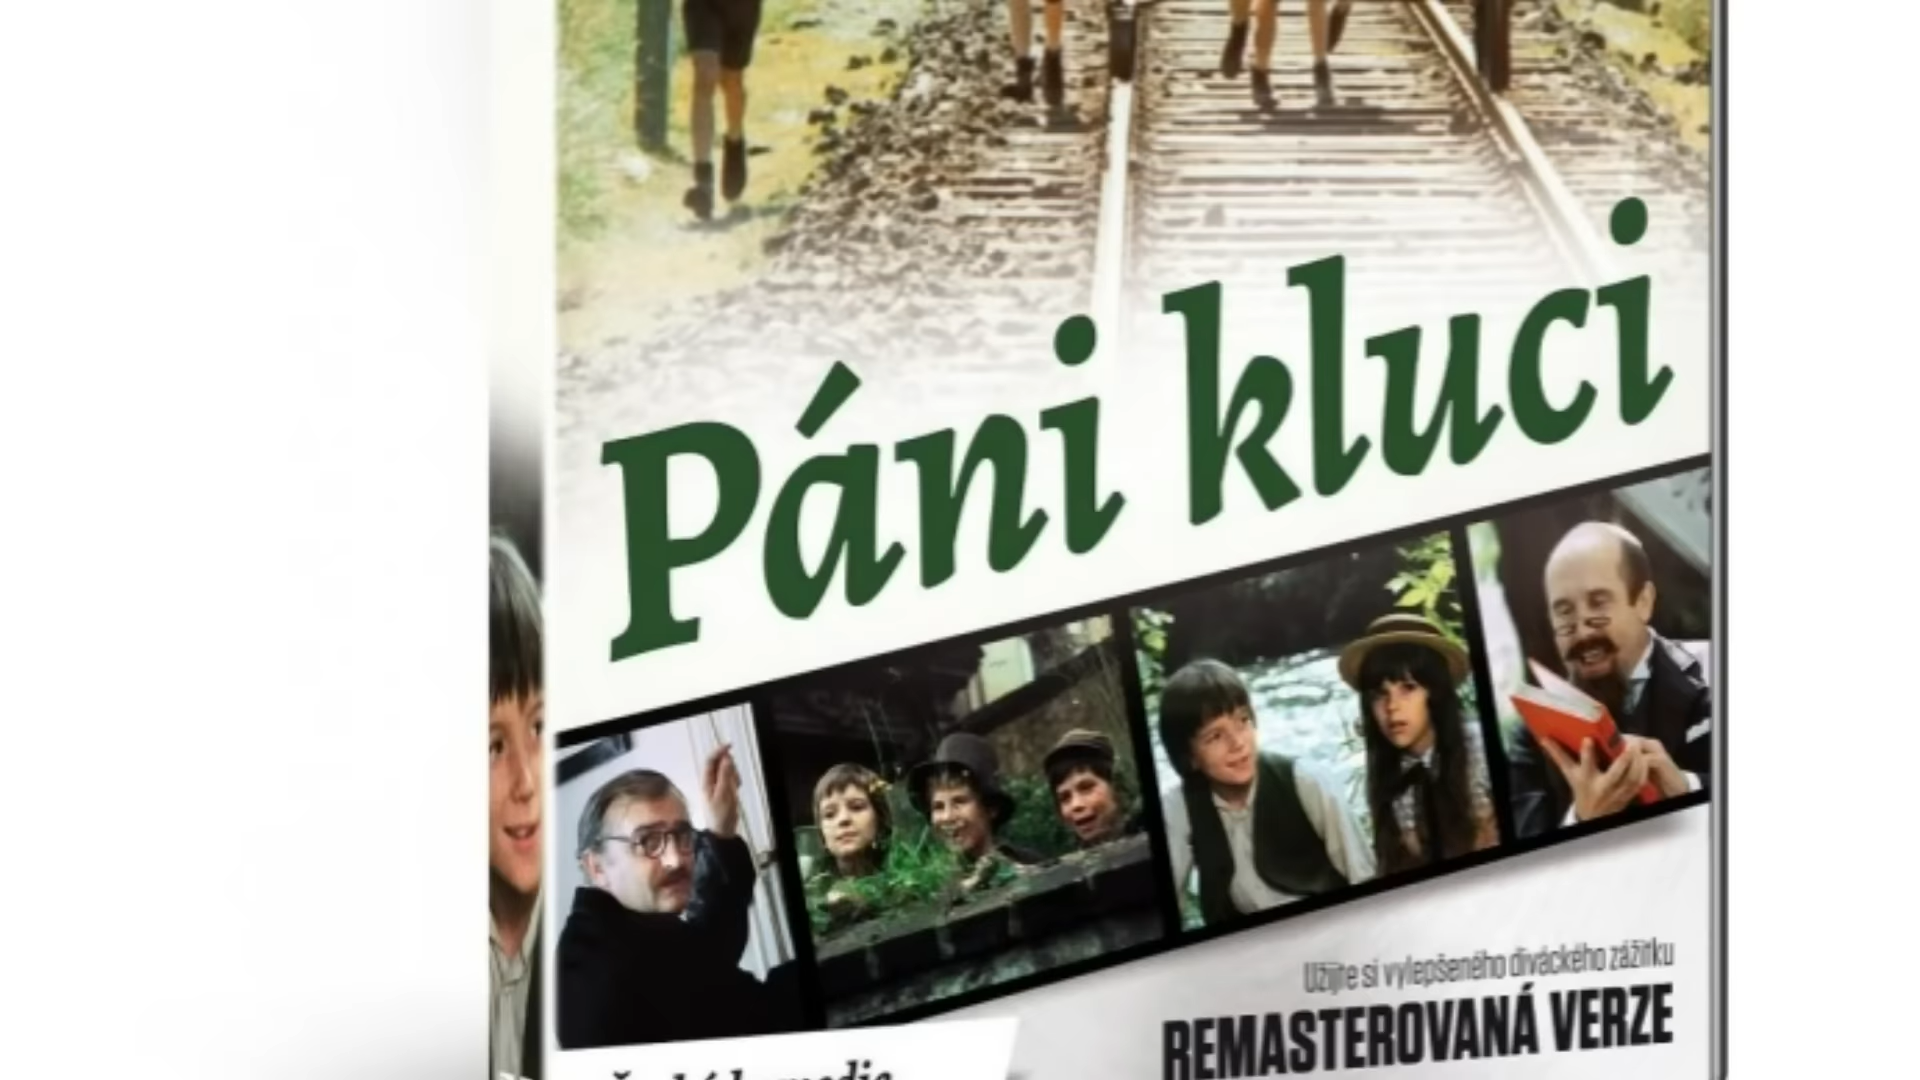 Páni kluci
Užijte si vylepšeného diváckého zážitku
REMASTEROVANÁ VERZE